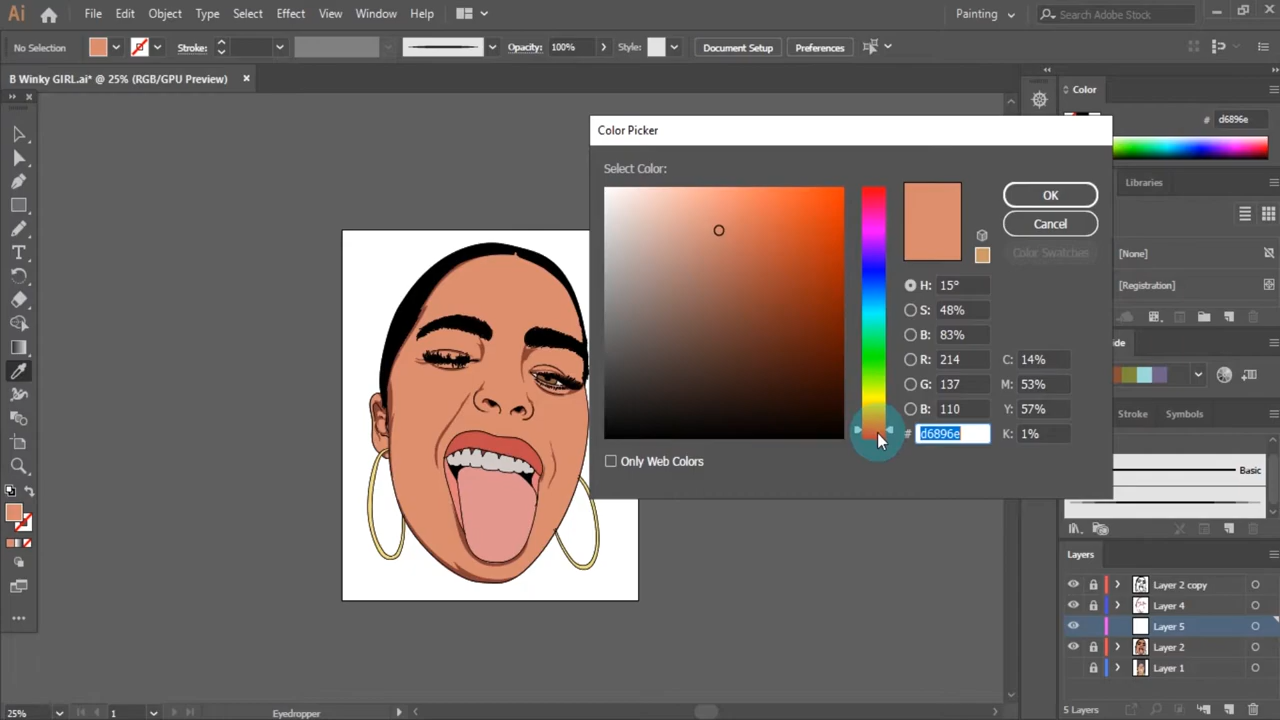 Ai File Edit Object Type Select Effect View Window Help Painting Search Adobe Stock
No Selection Stroke: Opacity: 100% Style: Document Setup Preferences
B Winky GIRL.ai* @ 25% (RGB/GPU Preview)
Color
# d6896e
Color Picker
Select Color:
OK
Cancel
Color Swatches
H: 15°
S: 48%
B: 83%
R: 214
G: 137
B: 110
# d6896e
C: 14%
M: 53%
Y: 57%
K: 1%
Only Web Colors
Libraries
[None]
[Registration]
ide
Stroke Symbols
Basic
Layers
Layer 2 copy
Layer 4
Layer 5
Layer 2
Layer 1
5 Layers
25% 1 Eyedropper